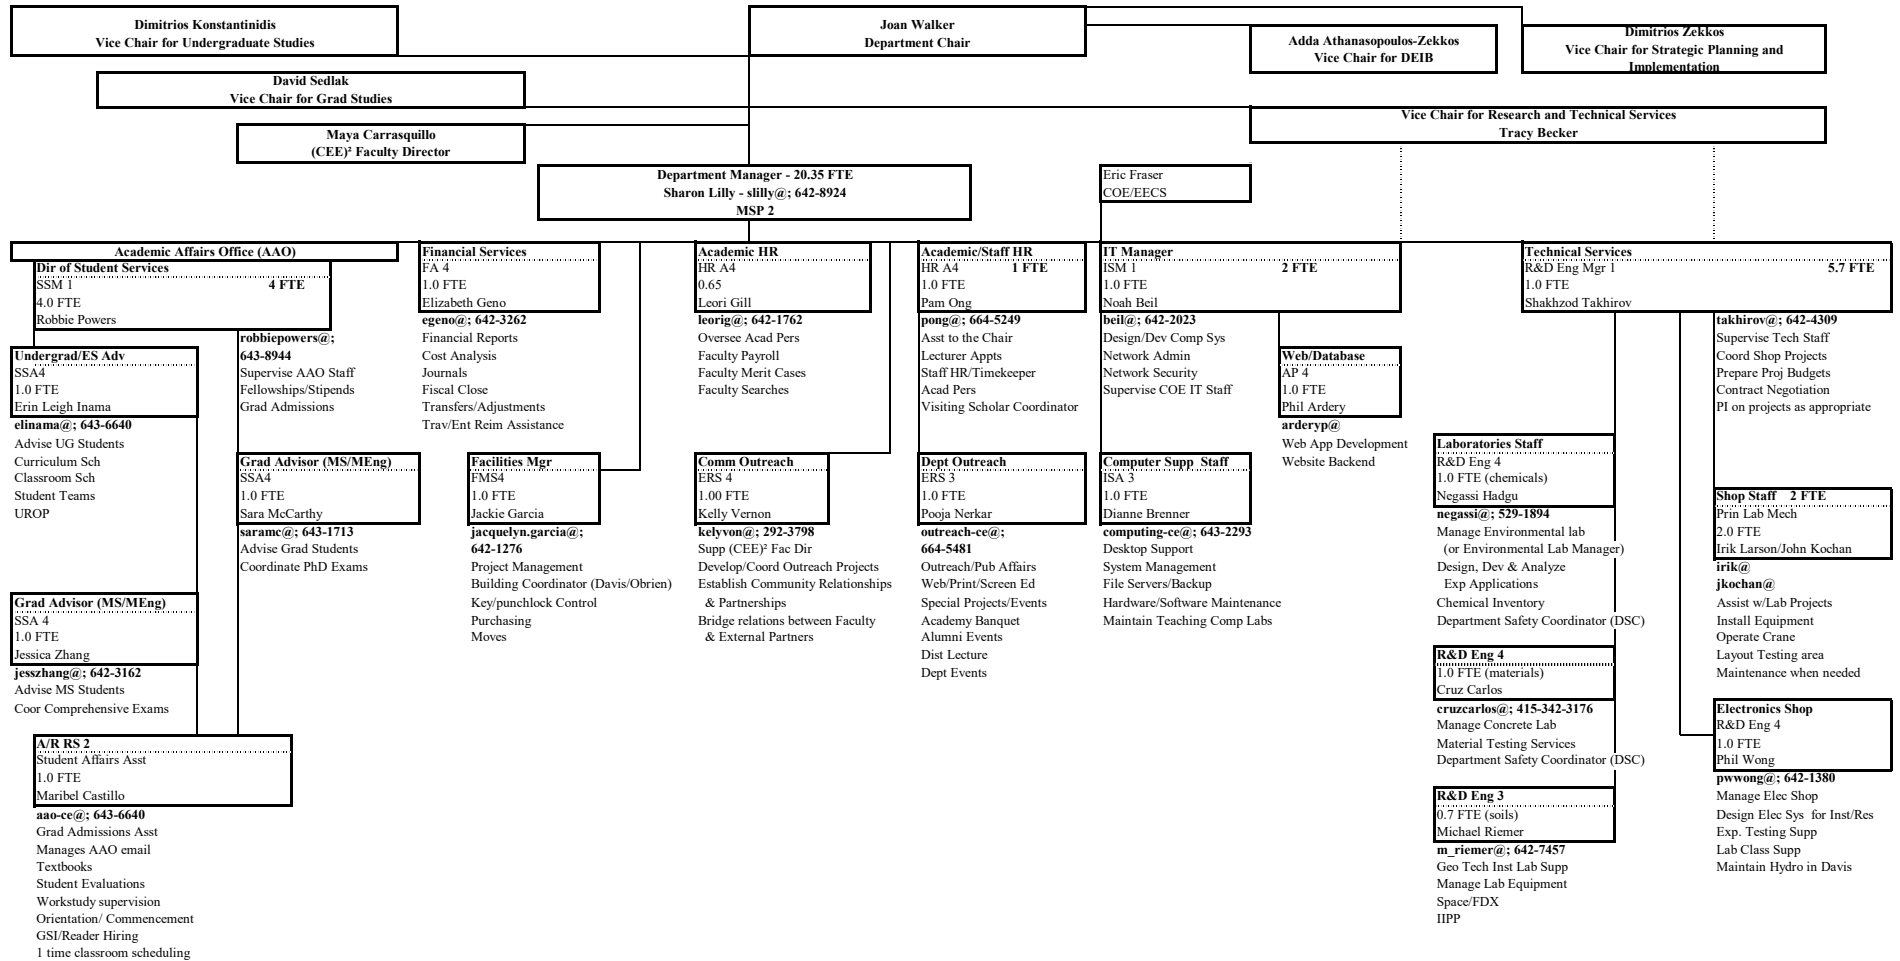 Dimitrios Konstantinidis
Vice Chair for Undergraduate Studies
Joan Walker
Department Chair
Adda Athanasopoulos-Zekkos
Vice Chair for DEIB
Dimitrios Zekkos
Vice Chair for Strategic Planning and
Implementation
David Sedlak
Vice Chair for Grad Studies
Vice Chair for Research and Technical Services
Tracy Becker
Maya Carrasquillo
(CEE)² Faculty Director
Department Manager - 20.35 FTE
Sharon Lilly - slilly@; 642-8924
MSP 2
Eric Fraser
COE/EECS
Academic Affairs Office (AAO)
Dir of Student Services
SSM 1 4 FTE
4.0 FTE
Robbie Powers
robbiepowers@;
643-8944
Supervise AAO Staff
Fellowships/Stipends
Grad Admissions
Undergrad/ES Adv
SSA4
1.0 FTE
Erin Leigh Inama
elinama@; 643-6640
Advise UG Students
Curriculum Sch
Classroom Sch
Student Teams
UROP
Grad Advisor (MS/MEng)
SSA4
1.0 FTE
Sara McCarthy
saramc@; 643-1713
Advise Grad Students
Coordinate PhD Exams
Grad Advisor (MS/MEng)
SSA 4
1.0 FTE
Jessica Zhang
jesszhang@; 642-3162
Advise MS Students
Coor Comprehensive Exams
A/R RS 2
Student Affairs Asst
1.0 FTE
Maribel Castillo
aao-ce@; 643-6640
Grad Admissions Asst
Manages AAO email
Textbooks
Student Evaluations
Workstudy supervision
Orientation/ Commencement
GSI/Reader Hiring
1 time classroom scheduling
Financial Services
FA 4
1.0 FTE
Elizabeth Geno
egeno@; 642-3262
Financial Reports
Cost Analysis
Journals
Fiscal Close
Transfers/Adjustments
Trav/Ent Reim Assistance
Facilities Mgr
FMS4
1.0 FTE
Jackie Garcia
jacquelyn.garcia@;
642-1276
Project Management
Building Coordinator (Davis/Obrien)
Key/punchlock Control
Purchasing
Moves
Academic HR
HR A4
0.65
Leori Gill
leorig@; 642-1762
Oversee Acad Pers
Faculty Payroll
Faculty Merit Cases
Faculty Searches
Comm Outreach
ERS 4
1.00 FTE
Kelly Vernon
kelyvon@; 292-3798
Supp (CEE)² Fac Dir
Develop/Coord Outreach Projects
Establish Community Relationships
& Partnerships
Bridge relations between Faculty
& External Partners
Academic/Staff HR
HR A4 1 FTE
1.0 FTE
Pam Ong
pong@; 664-5249
Asst to the Chair
Lecturer Appts
Staff HR/Timekeeper
Acad Pers
Visiting Scholar Coordinator
Dept Outreach
ERS 3
1.0 FTE
Pooja Nerkar
outreach-ce@;
664-5481
Outreach/Pub Affairs
Web/Print/Screen Ed
Special Projects/Events
Academy Banquet
Alumni Events
Dist Lecture
Dept Events
IT Manager
ISM 1 2 FTE
1.0 FTE
Noah Beil
beil@; 642-2023
Design/Dev Comp Sys
Network Admin
Network Security
Supervise COE IT Staff
Web/Database
AP 4
1.0 FTE
Phil Ardery
arderyp@
Web App Development
Website Backend
Computer Supp Staff
ISA 3
1.0 FTE
Dianne Brenner
computing-ce@; 643-2293
Desktop Support
System Management
File Servers/Backup
Hardware/Software Maintenance
Maintain Teaching Comp Labs
Technical Services
R&D Eng Mgr 1 5.7 FTE
1.0 FTE
Shakhzod Takhirov
takhirov@; 642-4309
Supervise Tech Staff
Coord Shop Projects
Prepare Proj Budgets
Contract Negotiation
PI on projects as appropriate
Laboratories Staff
R&D Eng 4
1.0 FTE (chemicals)
Negassi Hadgu
negassi@; 529-1894
Manage Environmental lab
(or Environmental Lab Manager)
Design, Dev & Analyze
Exp Applications
Chemical Inventory
Department Safety Coordinator (DSC)
R&D Eng 4
1.0 FTE (materials)
Cruz Carlos
cruzcarlos@; 415-342-3176
Manage Concrete Lab
Material Testing Services
Department Safety Coordinator (DSC)
R&D Eng 3
0.7 FTE (soils)
Michael Riemer
m_riemer@; 642-7457
Geo Tech Inst Lab Supp
Manage Lab Equipment
Space/FDX
IIPP
Shop Staff 2 FTE
Prin Lab Mech
2.0 FTE
Irik Larson/John Kochan
irik@
jkochan@
Assist w/Lab Projects
Install Equipment
Operate Crane
Layout Testing area
Maintenance when needed
Electronics Shop
R&D Eng 4
1.0 FTE
Phil Wong
pwwong@; 642-1380
Manage Elec Shop
Design Elec Sys for Inst/Res
Exp. Testing Supp
Lab Class Supp
Maintain Hydro in Davis